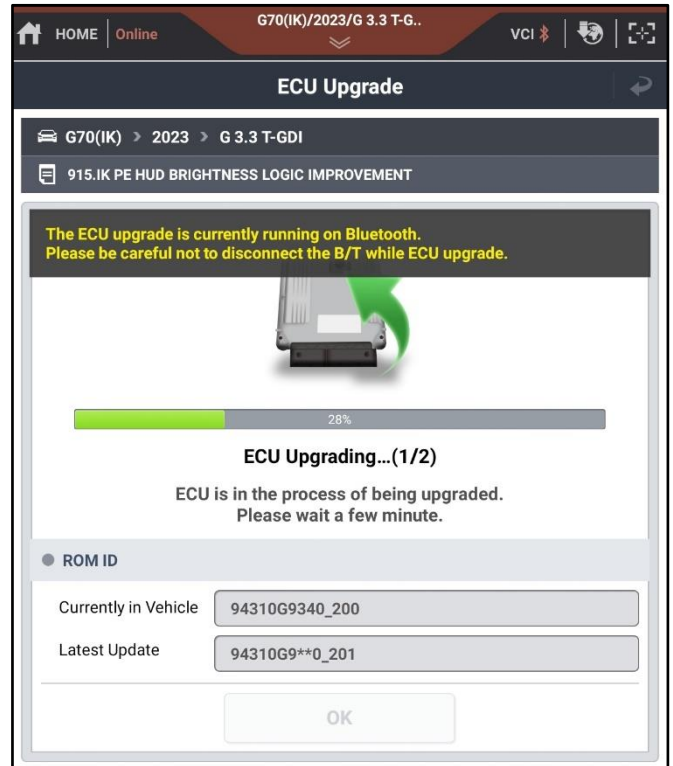 HOME Online G70(IK)/2023/G 3.3 T-G.. VCI
ECU Upgrade
G70(IK) > 2023 > G 3.3 T-GDI
915.IK PE HUD BRIGHTNESS LOGIC IMPROVEMENT
The ECU upgrade is currently running on Bluetooth.
Please be careful not to disconnect the B/T while ECU upgrade.
28%
ECU Upgrading...(1/2)
ECU is in the process of being upgraded.
Please wait a few minute.
ROM ID
Currently in Vehicle 94310G9340_200
Latest Update 94310G9**0_201
OK